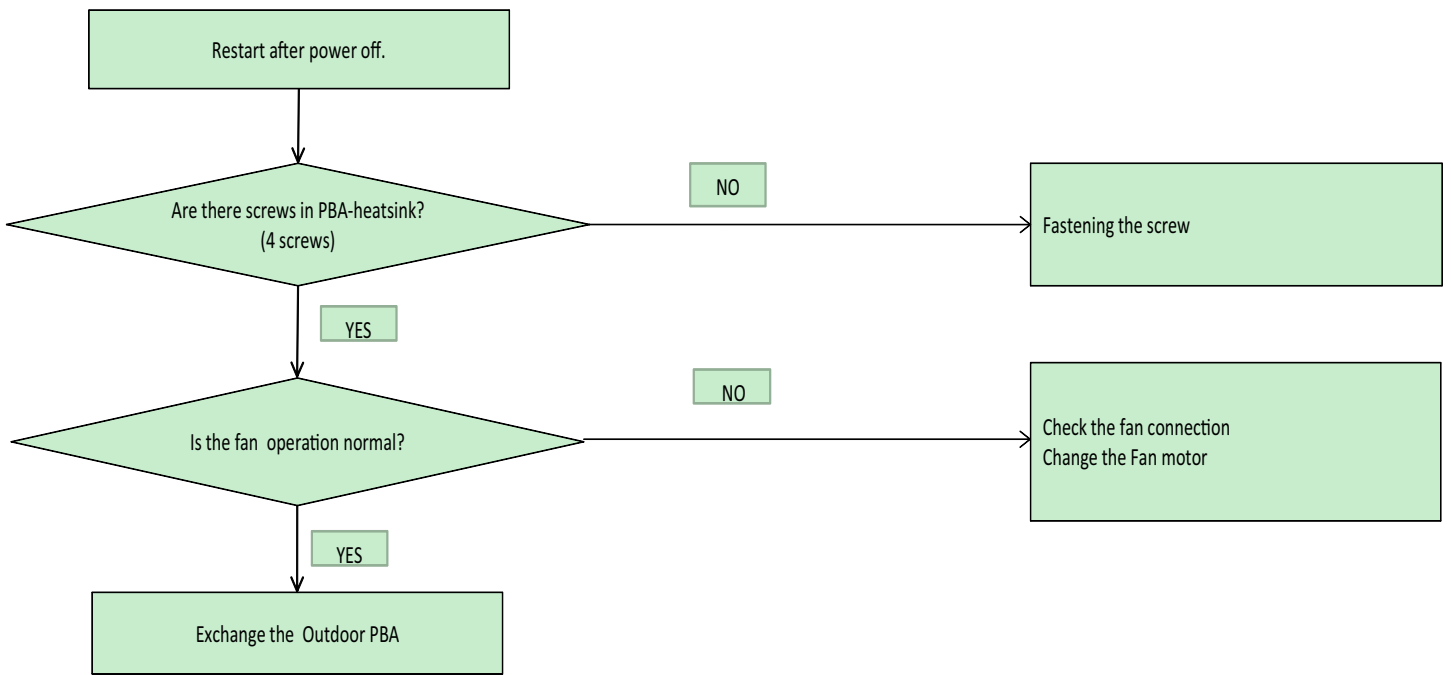 Restart after power off.
Are there screws in PBA-heatsink?
(4 screws)
NO
Fastening the screw
YES
Is the fan operation normal?
NO
Check the fan connection
Change the Fan motor
YES
Exchange the Outdoor PBA